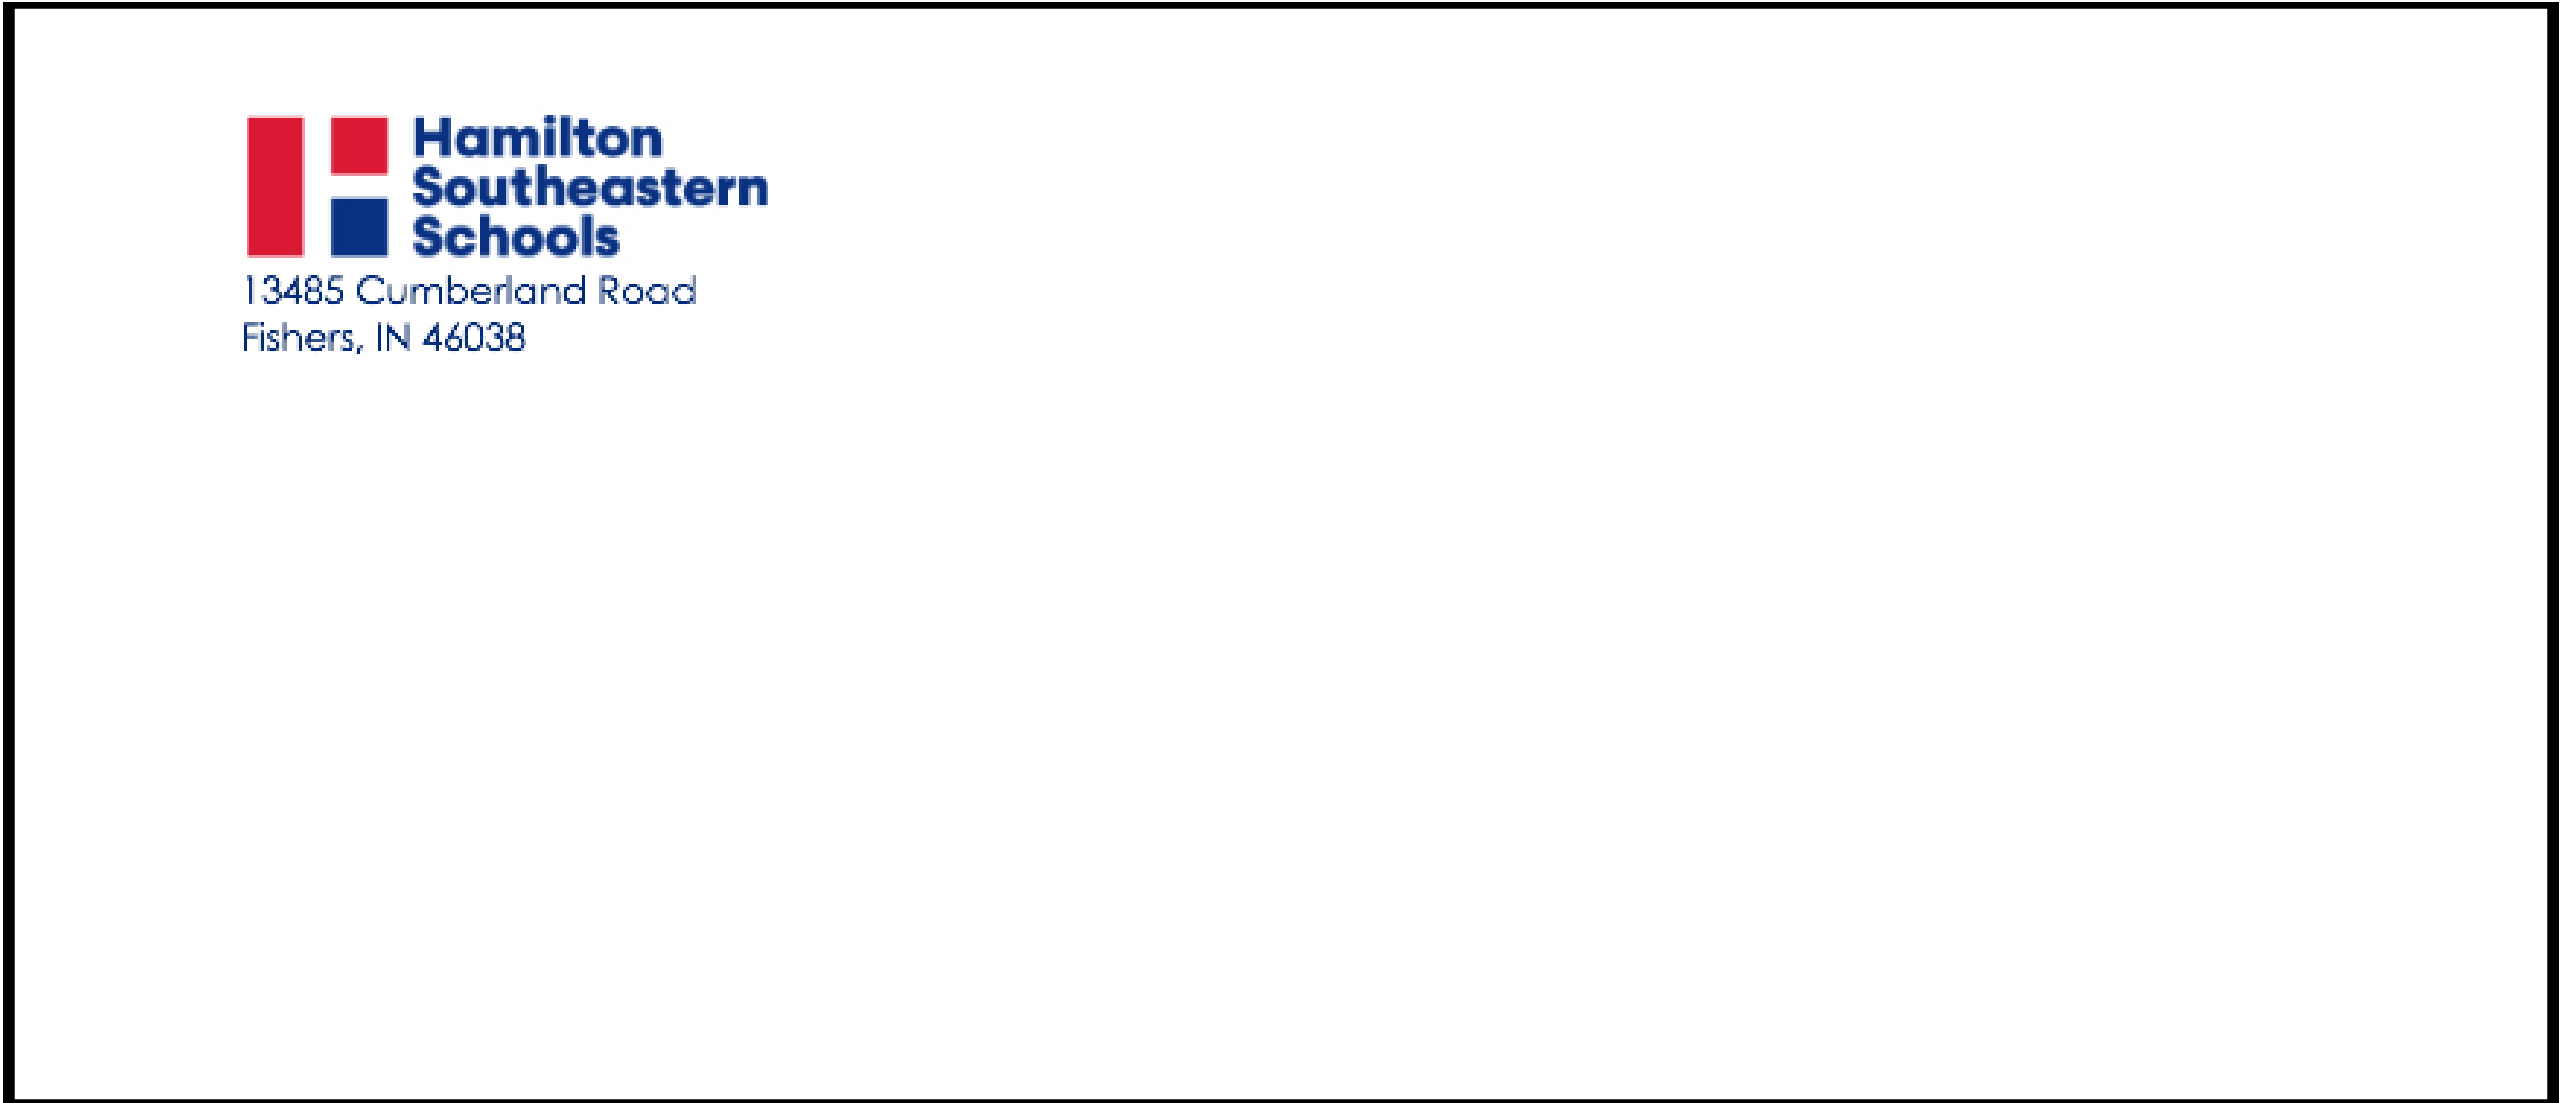 Hamilton
Southeastern
Schools
13485 Cumberland Road
Fishers, IN 46038